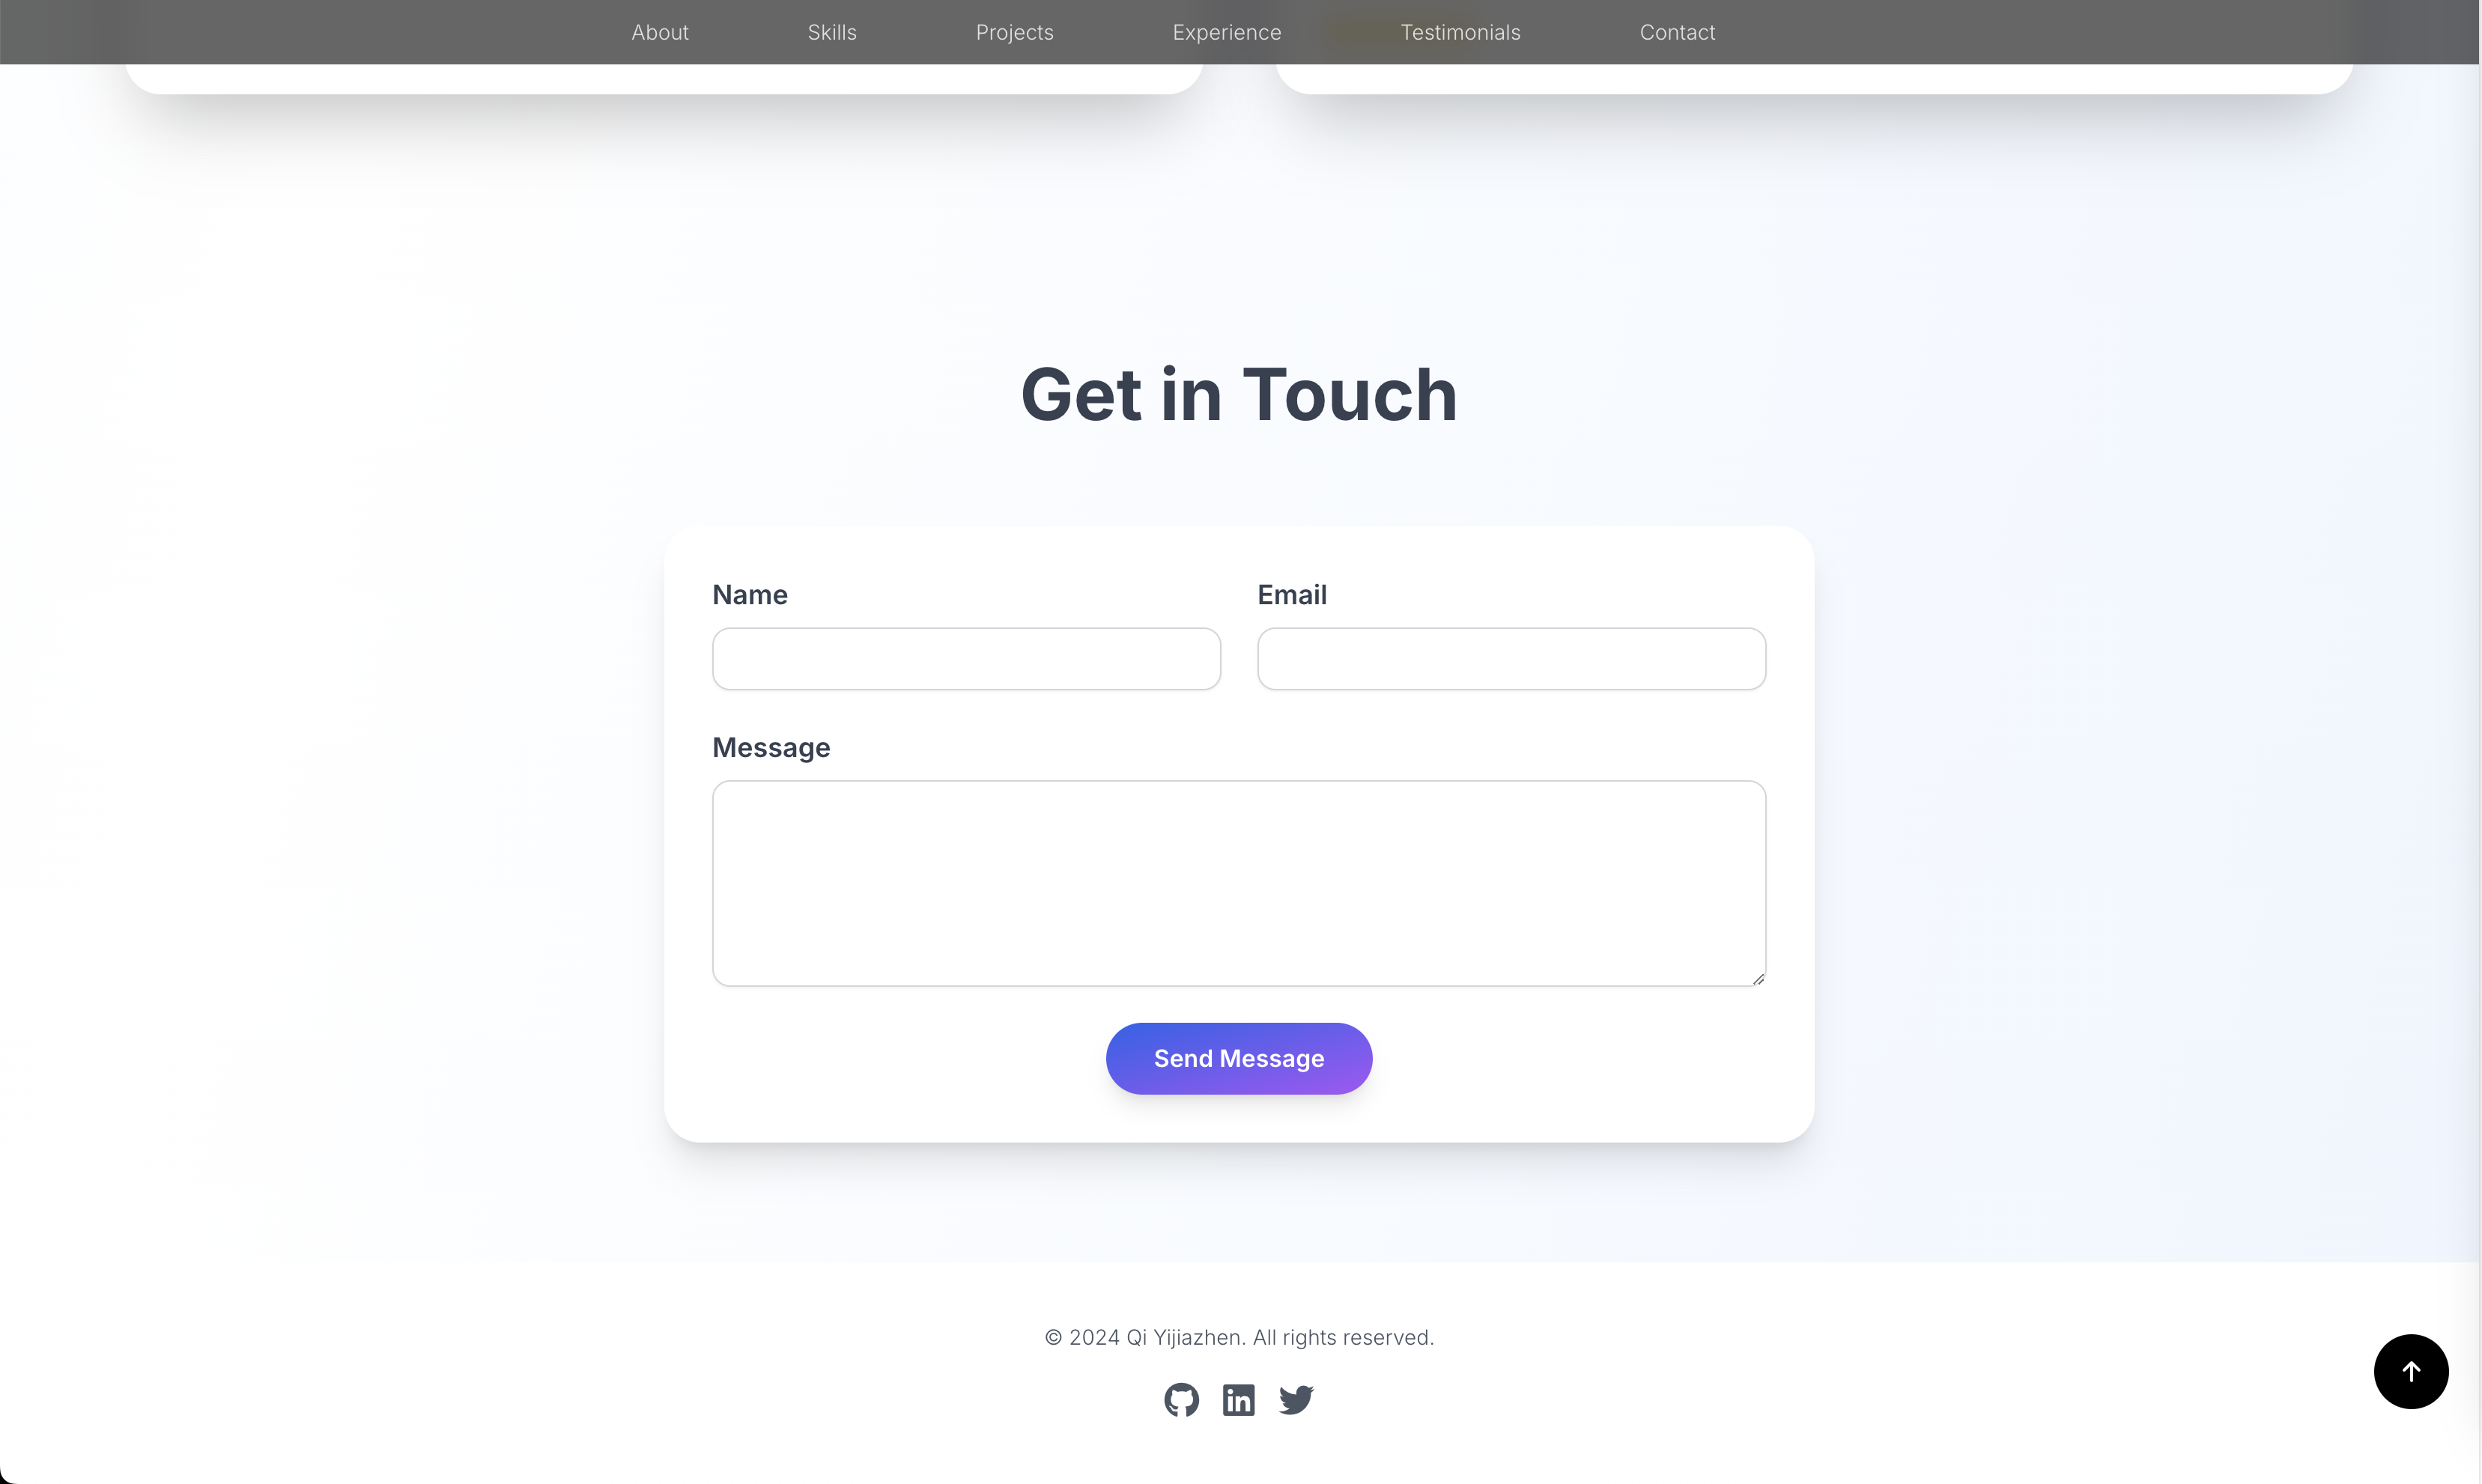 About Skills Projects Experience Testimonials Contact
Get in Touch
Name Email
Message
Send Message
© 2024 Qi Yijiazhen. All rights reserved.